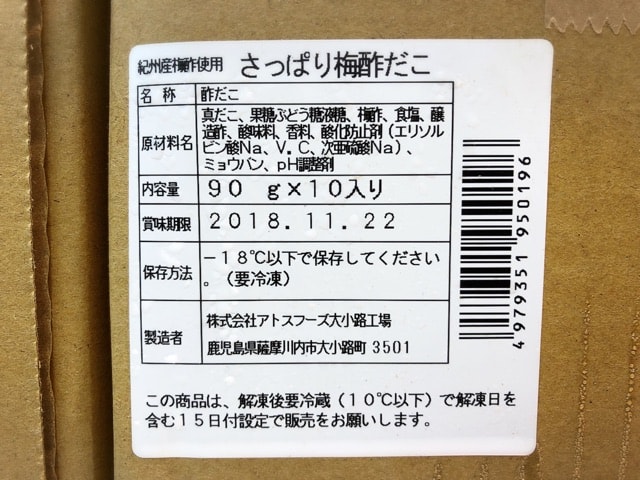 紀州産梅酢使用 さっぱり梅酢だこ
名 称 酢だこ
原材料名 真だこ、果糖ぶどう糖液糖、梅酢、食塩、醸
造酢、酸味料、香料、酸化防止剤（エリソル
ビン酸Na、V．C、次亜硫酸Na）、
ミョウバン、pH調整剤
内容量 90 g×10入り
賞味期限 2018.11.22
保存方法 －18℃以下で保存してください
。（要冷凍）
製造者 株式会社アトスフーズ大小路工場
鹿児島県薩摩川内市大小路町3501
この商品は、解凍後要冷蔵（10℃以下）で解凍日を
含む15日付設定で販売をお願いします。
4979351950196